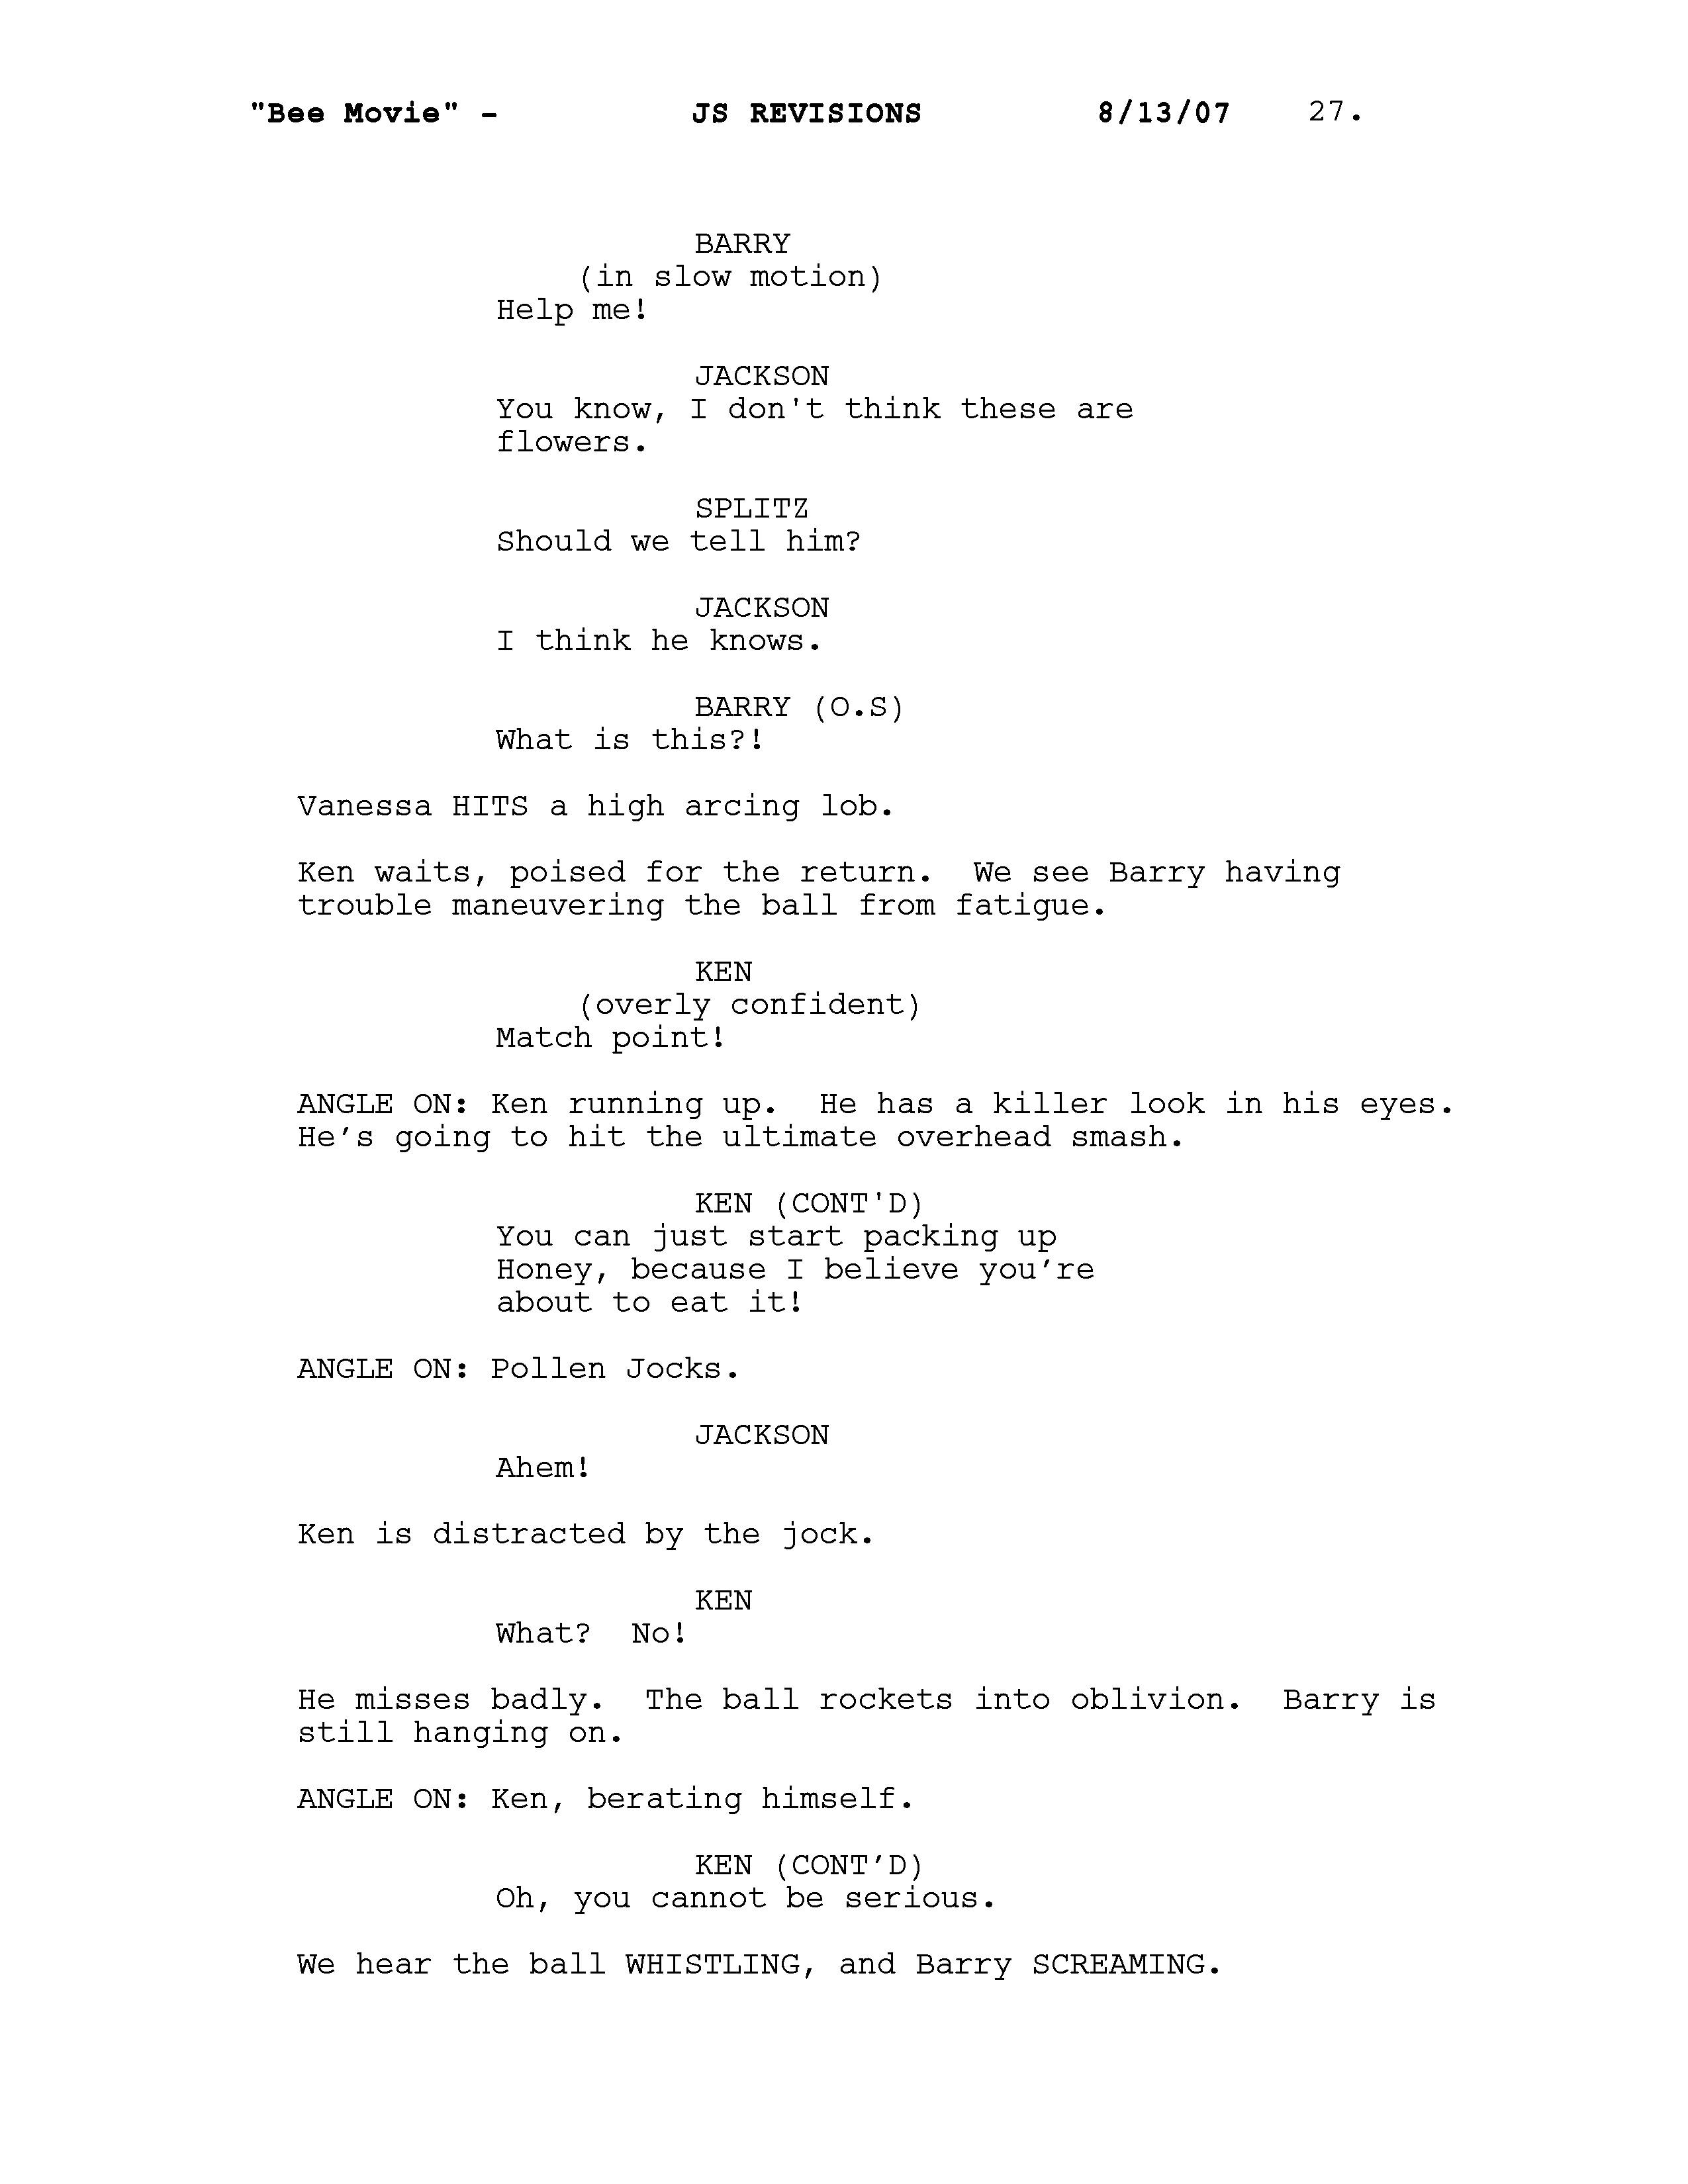 "Bee Movie" - JS REVISIONS 8/13/07 27.
BARRY
(in slow motion)
Help me!
JACKSON
You know, I don't think these are
flowers.
SPLITZ
Should we tell him?
JACKSON
I think he knows.
BARRY (O.S)
What is this?!
Vanessa HITS a high arcing lob.
Ken waits, poised for the return.  We see Barry having
trouble maneuvering the ball from fatigue.
KEN
(overly confident)
Match point!
ANGLE ON: Ken running up.  He has a killer look in his eyes.
He’s going to hit the ultimate overhead smash.
KEN (CONT'D)
You can just start packing up
Honey, because I believe you’re
about to eat it!
ANGLE ON: Pollen Jocks.
JACKSON
Ahem!
Ken is distracted by the jock.
KEN
What?  No!
He misses badly.  The ball rockets into oblivion.  Barry is
still hanging on.
ANGLE ON: Ken, berating himself.
KEN (CONT’D)
Oh, you cannot be serious.
We hear the ball WHISTLING, and Barry SCREAMING.